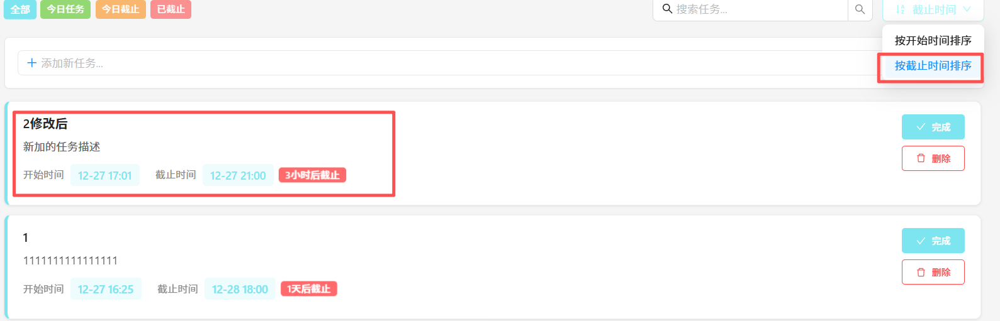 全部 今日任务 今日截止 已截止 搜索任务... 截止时间
按开始时间排序
添加新任务...
按截止时间排序
2修改后
新加的任务描述
开始时间 12-27 17:01 截止时间 12-27 21:00 3小时后截止
完成
删除
1
1111111111111111
开始时间 12-27 16:25 截止时间 12-28 18:00 1天后截止
完成
删除